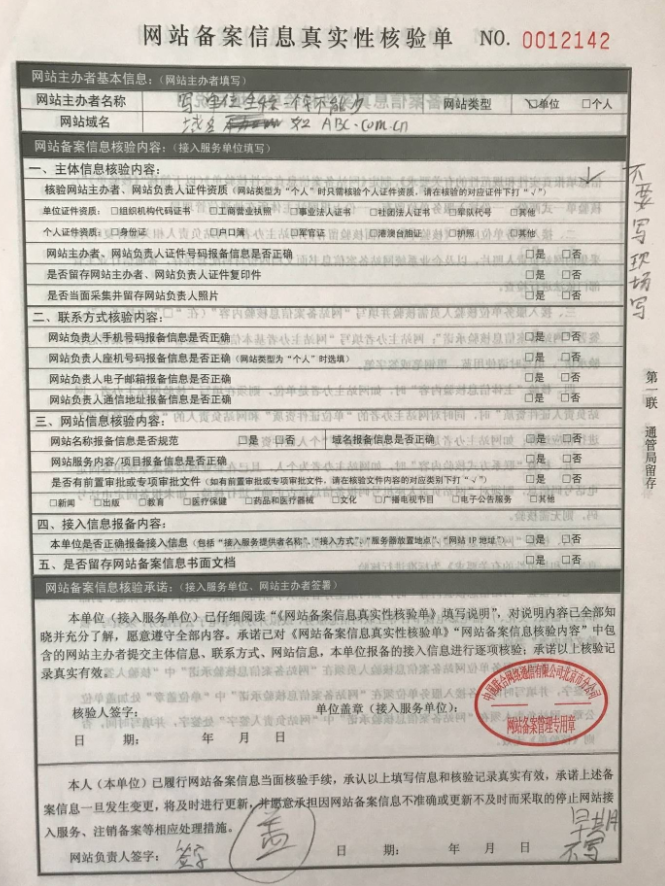 网站备案信息真实性核验单 NO. 0012142
网站主办者基本信息：（网站主办者填写）
网站主办者名称 写单位全称一个不能少 网站类型 ☑单位 □个人
网站域名 域名 如 ABC.com.cn
网站备案信息核验内容：（接入服务单位填写）
一、主体信息核验内容：
核验网站主办者、网站负责人证件资质（网站类型为“个人”时只需核验个人证件资质，请在核验的对应证件下打“√”）
单位证件资质： □组织机构代码证书 □工商营业执照 □事业法人证书 □社团法人证书 □军队代号 □其他
个人证件资质：□身份证 □户口簿 □军官证 □港澳台胞证 □护照 □其他
网站主办者、网站负责人证件号码报备信息是否正确 □是 □否
是否留存网站主办者、网站负责人证件复印件 □是 □否
是否当面采集并留存网站负责人照片 □是 □否
二、联系方式核验内容：
网站负责人手机号码报备信息是否正确 □是 □否
网站负责人座机号码报备信息是否正确（网站类型为“个人”时选填） □是 □否
网站负责人电子邮箱报备信息是否正确 □是 □否
网站负责人通信地址报备信息是否正确 □是 □否
三、网站信息核验内容：
网站名称报备信息是否规范 □是 □否 域名报备信息是否正确 □是 □否
网站服务内容/项目报备信息是否正确 □是 □否
是否有前置审批或专项审批文件（如有前置审批或专项审批文件，请在核验文件内容的对应类别下打“√”） □是 □否
□新闻 □出版 □教育 □医疗保健 □药品和医疗器械 □文化 □广播电视节目 □电子公告服务 □其他
四、接入信息报备内容：
本单位是否正确报备接入信息（包括“接入服务提供者名称”、“接入方式”、“服务器放置地点”、“网站 IP 地址”） □是 □否
五、是否留存网站备案信息书面文档 □是 □否
网站备案信息核验承诺：（接入服务单位、网站主办者签署）
本单位（接入服务单位）已仔细阅读“《网站备案信息真实性核验单》填写说明”，对说明内容已全部知
晓并充分了解，愿意遵守全部内容。承诺已对《网站备案信息真实性核验单》“网站备案信息核验内容”中包
含的网站主办者提交主体信息、联系方式、网站信息，本单位报备的接入信息进行逐项核验；承诺以上核验记
录真实有效。
核验人签字： 单位盖章（接入服务单位）：
日 期： 年 月 日
中国联合网络通信有限公司北京市分公司
网站备案管理专用章
本人（本单位）已履行网站备案信息当面核验手续，承认以上填写信息和核验记录真实有效，承诺上述备
案信息一旦发生变更，将及时进行更新，并愿意承担因网站备案信息不准确或更新不及时而采取的停止网站接
入服务、注销备案等相应处理措施。
网站负责人签字： 签字 盖 日 期： 年 月 日
日期
不写
不要写现场写
第一联 通管局留存